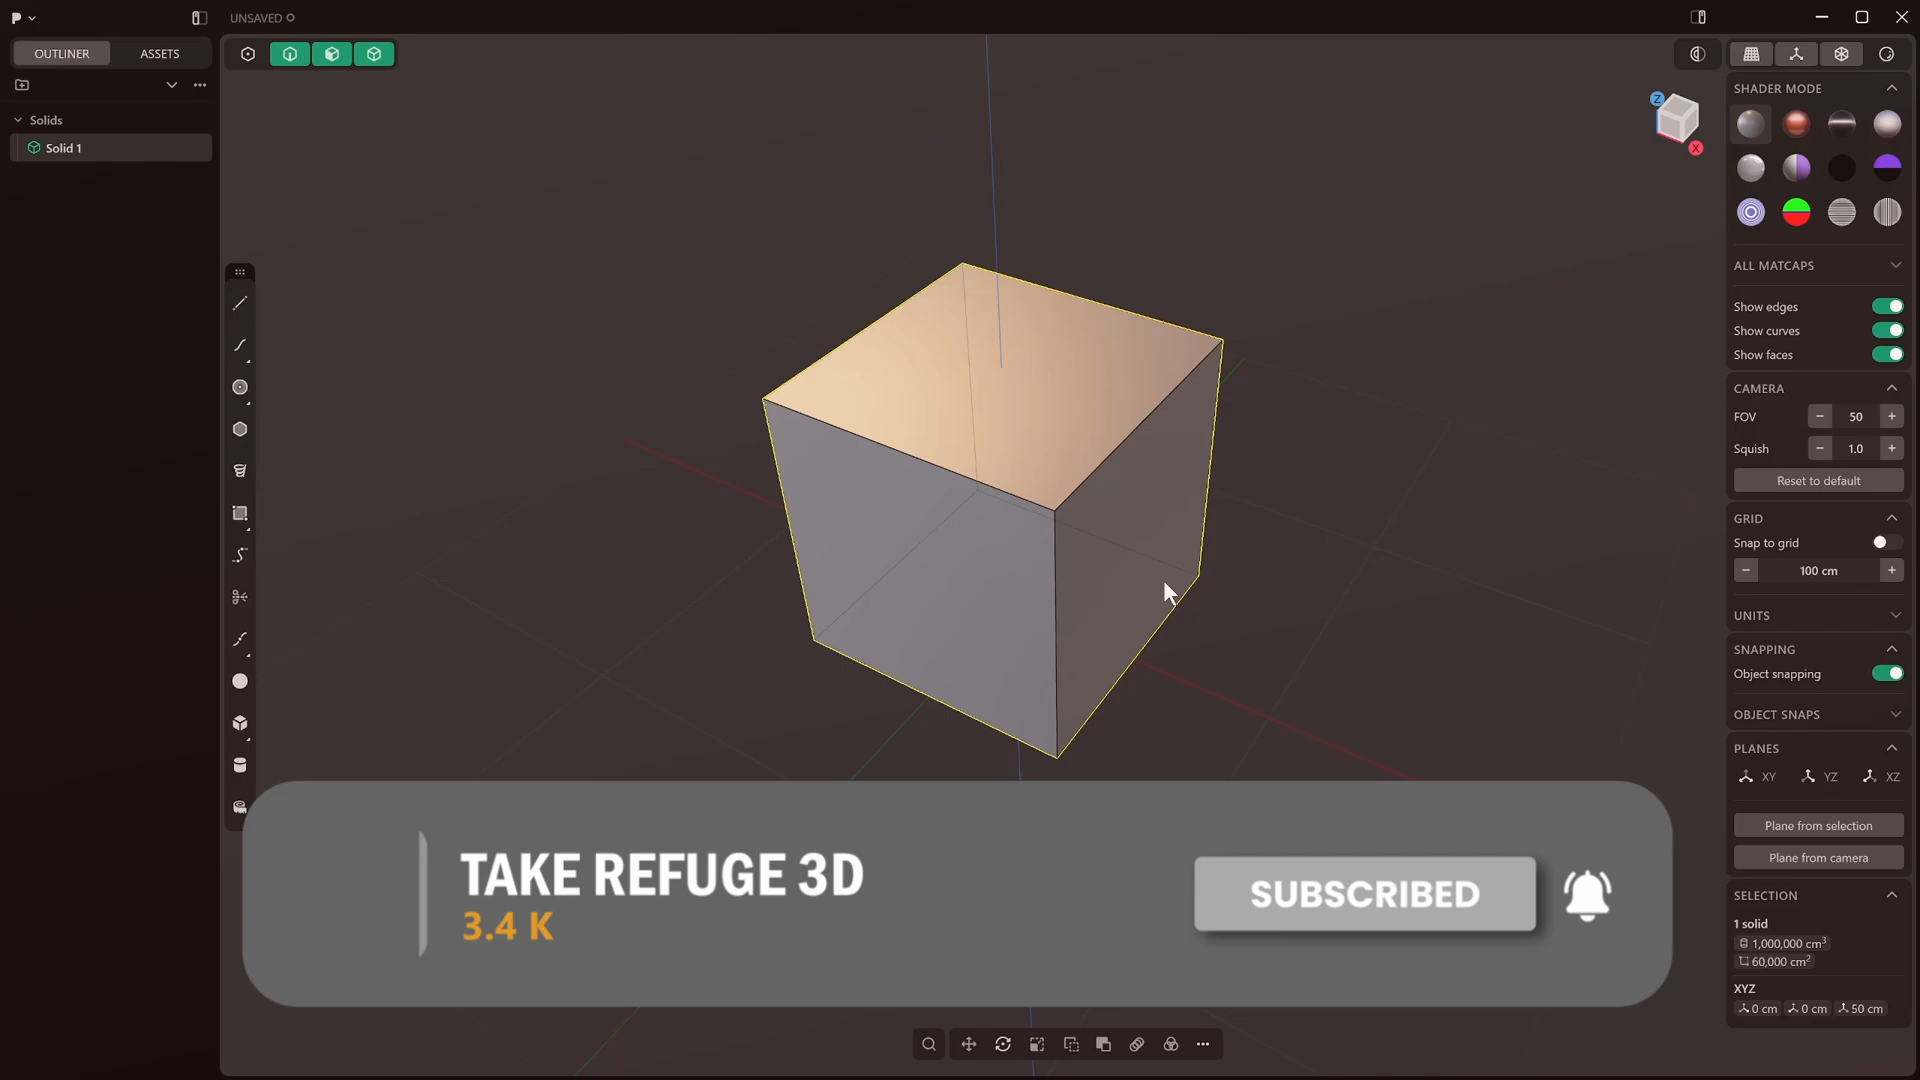 UNSAVED
OUTLINER
ASSETS
Solids
Solid 1
Z
X
SHADER MODE
ALL MATCAPS
Show edges
Show curves
Show faces
CAMERA
FOV
50
Squish
1.0
Reset to default
GRID
Snap to grid
100 cm
UNITS
SNAPPING
Object snapping
OBJECT SNAPS
PLANES
XY
YZ
XZ
Plane from selection
Plane from camera
SELECTION
1 solid
1,000,000 cm³
60,000 cm²
XYZ
0 cm
0 cm
50 cm
TAKE REFUGE 3D
3.4 K
SUBSCRIBED